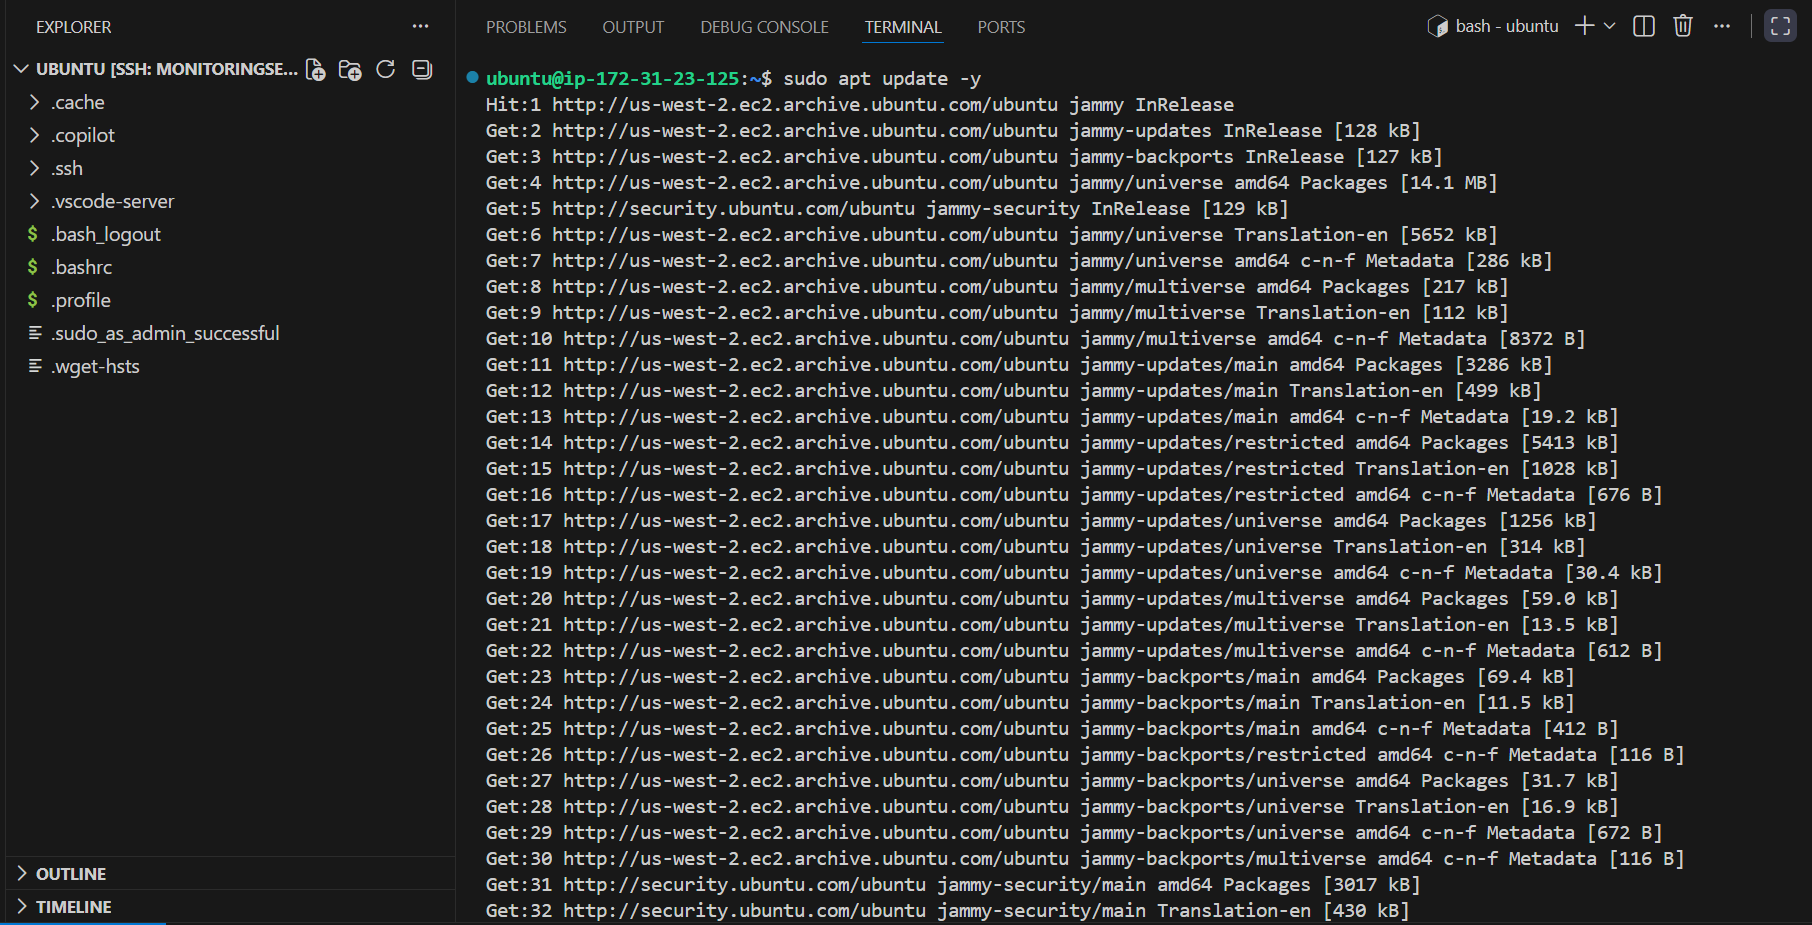 EXPLORER
UBUNTU [SSH: MONITORINGSE...
.cache
.copilot
.ssh
.vscode-server
$ .bash_logout
$ .bashrc
$ .profile
.sudo_as_admin_successful
.wget-hsts
OUTLINE
TIMELINE
PROBLEMS OUTPUT DEBUG CONSOLE TERMINAL PORTS
bash - ubuntu
ubuntu@ip-172-31-23-125:~$ sudo apt update -y
Hit:1 http://us-west-2.ec2.archive.ubuntu.com/ubuntu jammy InRelease
Get:2 http://us-west-2.ec2.archive.ubuntu.com/ubuntu jammy-updates InRelease [128 kB]
Get:3 http://us-west-2.ec2.archive.ubuntu.com/ubuntu jammy-backports InRelease [127 kB]
Get:4 http://us-west-2.ec2.archive.ubuntu.com/ubuntu jammy/universe amd64 Packages [14.1 MB]
Get:5 http://security.ubuntu.com/ubuntu jammy-security InRelease [129 kB]
Get:6 http://us-west-2.ec2.archive.ubuntu.com/ubuntu jammy/universe Translation-en [5652 kB]
Get:7 http://us-west-2.ec2.archive.ubuntu.com/ubuntu jammy/universe amd64 c-n-f Metadata [286 kB]
Get:8 http://us-west-2.ec2.archive.ubuntu.com/ubuntu jammy/multiverse amd64 Packages [217 kB]
Get:9 http://us-west-2.ec2.archive.ubuntu.com/ubuntu jammy/multiverse Translation-en [112 kB]
Get:10 http://us-west-2.ec2.archive.ubuntu.com/ubuntu jammy/multiverse amd64 c-n-f Metadata [8372 B]
Get:11 http://us-west-2.ec2.archive.ubuntu.com/ubuntu jammy-updates/main amd64 Packages [3286 kB]
Get:12 http://us-west-2.ec2.archive.ubuntu.com/ubuntu jammy-updates/main Translation-en [499 kB]
Get:13 http://us-west-2.ec2.archive.ubuntu.com/ubuntu jammy-updates/main amd64 c-n-f Metadata [19.2 kB]
Get:14 http://us-west-2.ec2.archive.ubuntu.com/ubuntu jammy-updates/restricted amd64 Packages [5413 kB]
Get:15 http://us-west-2.ec2.archive.ubuntu.com/ubuntu jammy-updates/restricted Translation-en [1028 kB]
Get:16 http://us-west-2.ec2.archive.ubuntu.com/ubuntu jammy-updates/restricted amd64 c-n-f Metadata [676 B]
Get:17 http://us-west-2.ec2.archive.ubuntu.com/ubuntu jammy-updates/universe amd64 Packages [1256 kB]
Get:18 http://us-west-2.ec2.archive.ubuntu.com/ubuntu jammy-updates/universe Translation-en [314 kB]
Get:19 http://us-west-2.ec2.archive.ubuntu.com/ubuntu jammy-updates/universe amd64 c-n-f Metadata [30.4 kB]
Get:20 http://us-west-2.ec2.archive.ubuntu.com/ubuntu jammy-updates/multiverse amd64 Packages [59.0 kB]
Get:21 http://us-west-2.ec2.archive.ubuntu.com/ubuntu jammy-updates/multiverse Translation-en [13.5 kB]
Get:22 http://us-west-2.ec2.archive.ubuntu.com/ubuntu jammy-updates/multiverse amd64 c-n-f Metadata [612 B]
Get:23 http://us-west-2.ec2.archive.ubuntu.com/ubuntu jammy-backports/main amd64 Packages [69.4 kB]
Get:24 http://us-west-2.ec2.archive.ubuntu.com/ubuntu jammy-backports/main Translation-en [11.5 kB]
Get:25 http://us-west-2.ec2.archive.ubuntu.com/ubuntu jammy-backports/main amd64 c-n-f Metadata [412 B]
Get:26 http://us-west-2.ec2.archive.ubuntu.com/ubuntu jammy-backports/restricted amd64 c-n-f Metadata [116 B]
Get:27 http://us-west-2.ec2.archive.ubuntu.com/ubuntu jammy-backports/universe amd64 Packages [31.7 kB]
Get:28 http://us-west-2.ec2.archive.ubuntu.com/ubuntu jammy-backports/universe Translation-en [16.9 kB]
Get:29 http://us-west-2.ec2.archive.ubuntu.com/ubuntu jammy-backports/universe amd64 c-n-f Metadata [672 B]
Get:30 http://us-west-2.ec2.archive.ubuntu.com/ubuntu jammy-backports/multiverse amd64 c-n-f Metadata [116 B]
Get:31 http://security.ubuntu.com/ubuntu jammy-security/main amd64 Packages [3017 kB]
Get:32 http://security.ubuntu.com/ubuntu jammy-security/main Translation-en [430 kB]